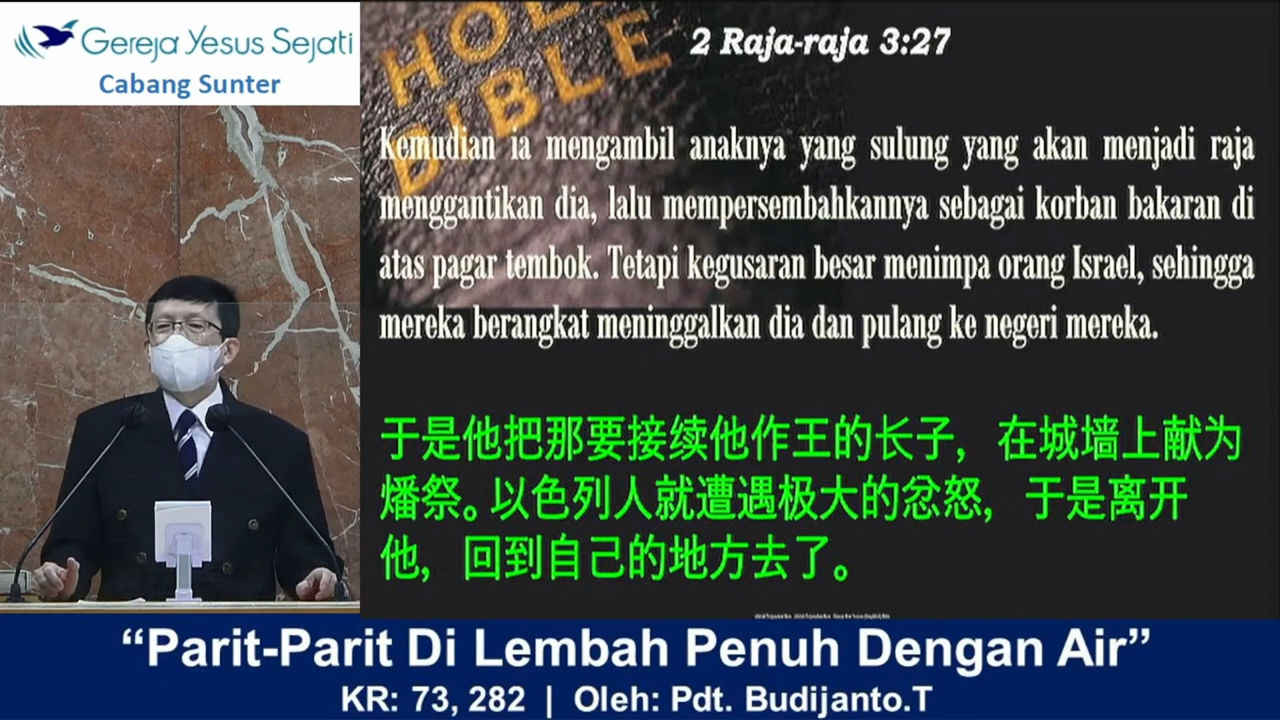 Gereja Yesus Sejati
Cabang Sunter
HOLY
BIBLE
2 Raja-raja 3:27
Kemudian ia mengambil anaknya yang sulung yang akan menjadi raja
menggantikan dia, lalu mempersembahkannya sebagai korban bakaran di
atas pagar tembok. Tetapi kegusaran besar menimpa orang Israel, sehingga
mereka berangkat meninggalkan dia dan pulang ke negeri mereka.
于是他把那要接续他作王的长子，在城墙上献为
燔祭。以色列人就遭遇极大的忿怒，于是离开
他，回到自己的地方去了。
“Parit-Parit Di Lembah Penuh Dengan Air”
KR: 73, 282 | Oleh: Pdt. Budijanto.T